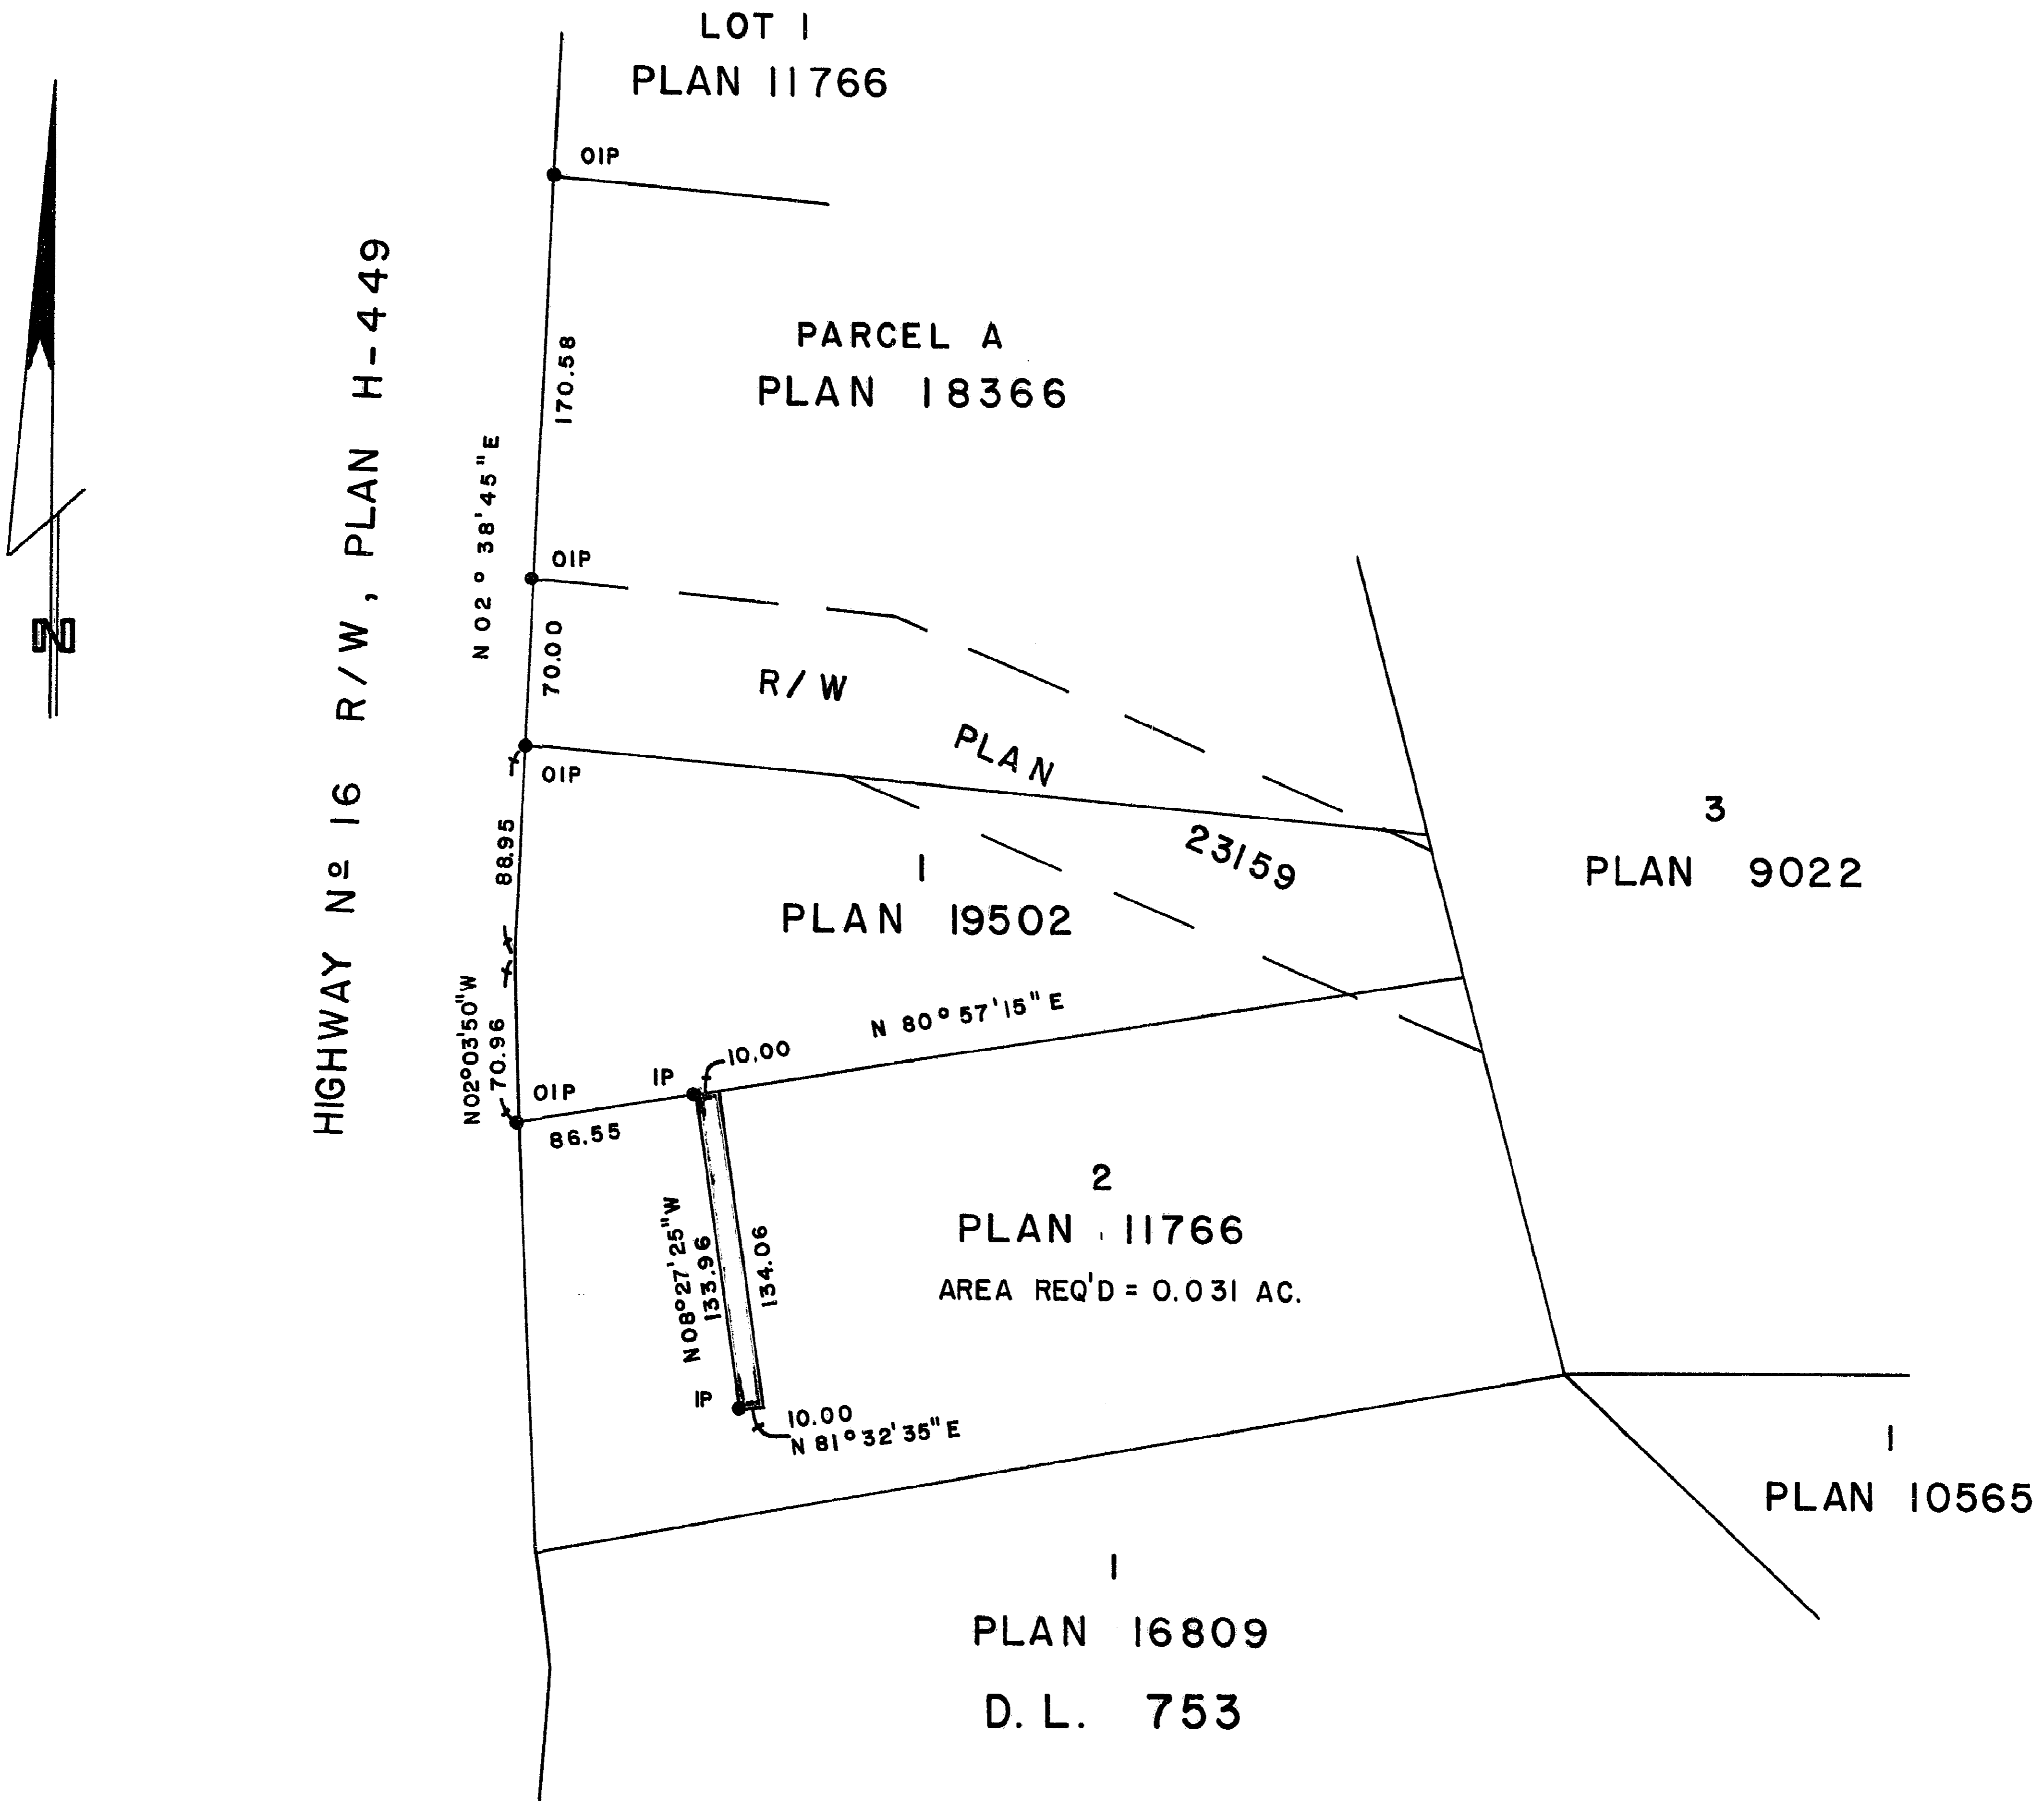 LOT 1
PLAN 11766
OIP
N
HIGHWAY Nº 16 R/W, PLAN H-449
170.58
N 02° 38' 45" E
PARCEL A
PLAN 18366
OIP
70.00
R/W
PLAN
23159
OIP
88.95
1
PLAN 19502
3
PLAN 9022
N02°03'50"W
70.96
N 80° 57' 15" E
10.00
IP
OIP
86.55
N08°27'25"W
133.96
134.06
2
PLAN 11766
AREA REQ'D = 0.031 AC.
IP
10.00
N 81° 32' 35" E
1
PLAN 10565
1
PLAN 16809
D. L. 753